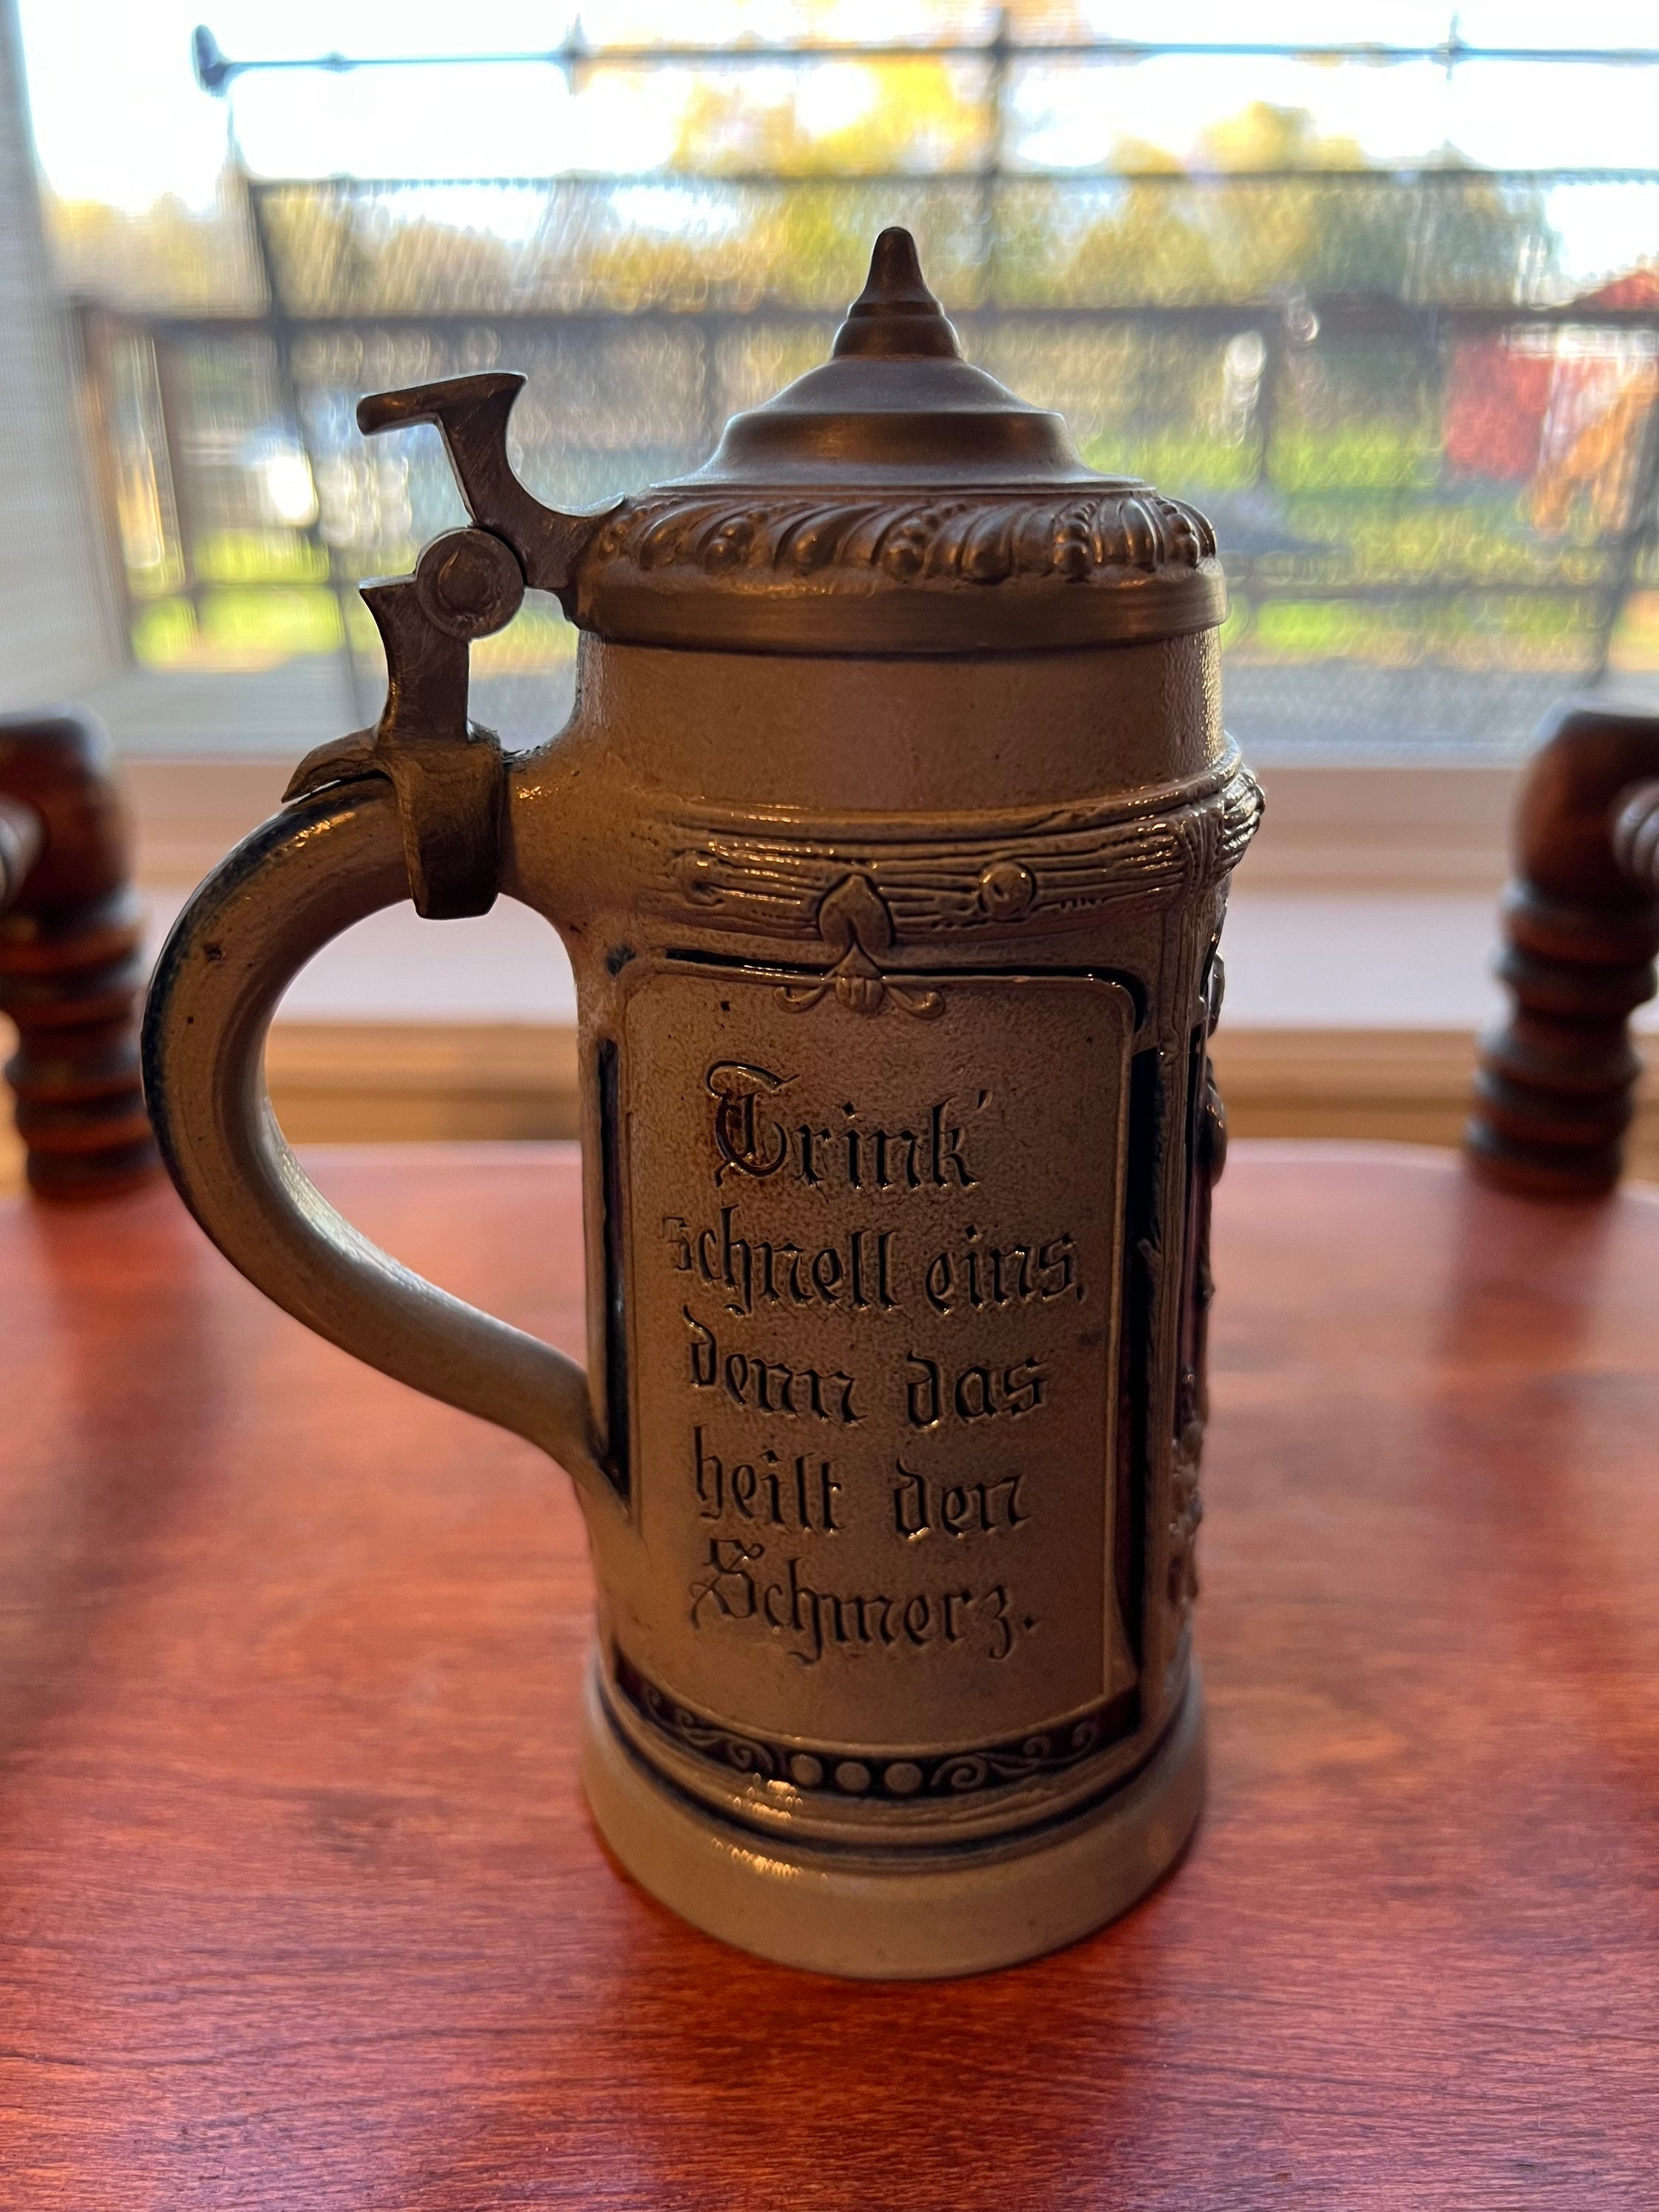 Trink'
schnell eins,
denn das
heilt den
Schmerz.